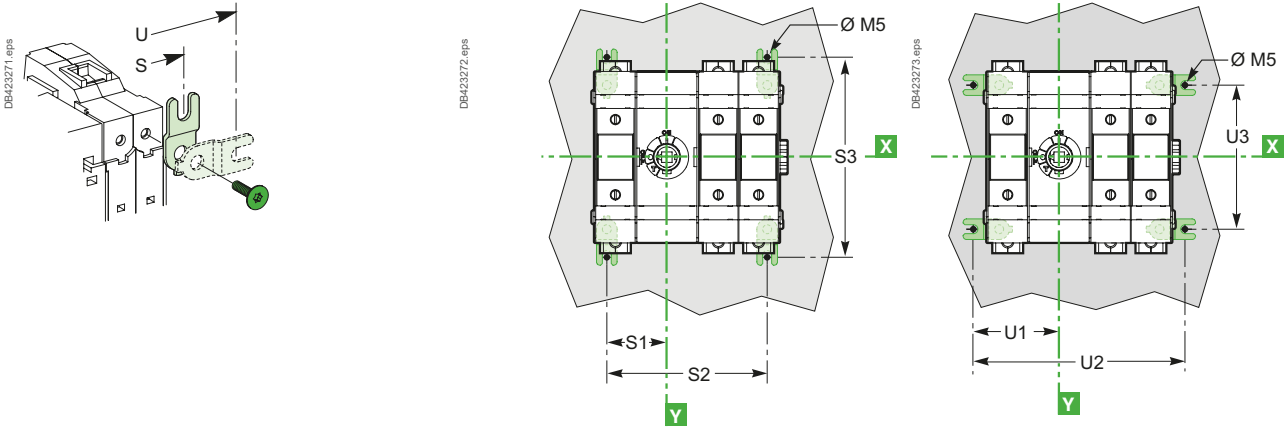 DB423271.eps
U
S
DB423272.eps
Ø M5
S3
X
S1
S2
Y
DB423273.eps
Ø M5
U3
X
U1
U2
Y